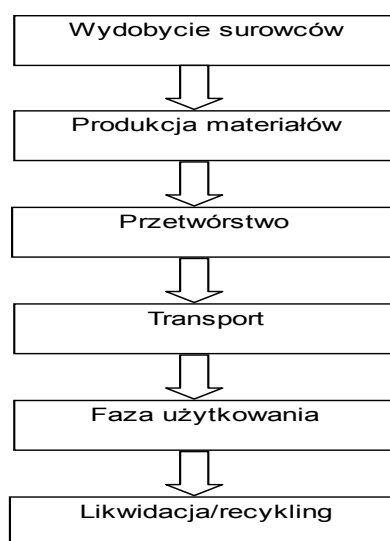 Wydobycie surowców
Produkcja materiałów
Przetwórstwo
Transport
Faza użytkowania
Likwidacja/recykling